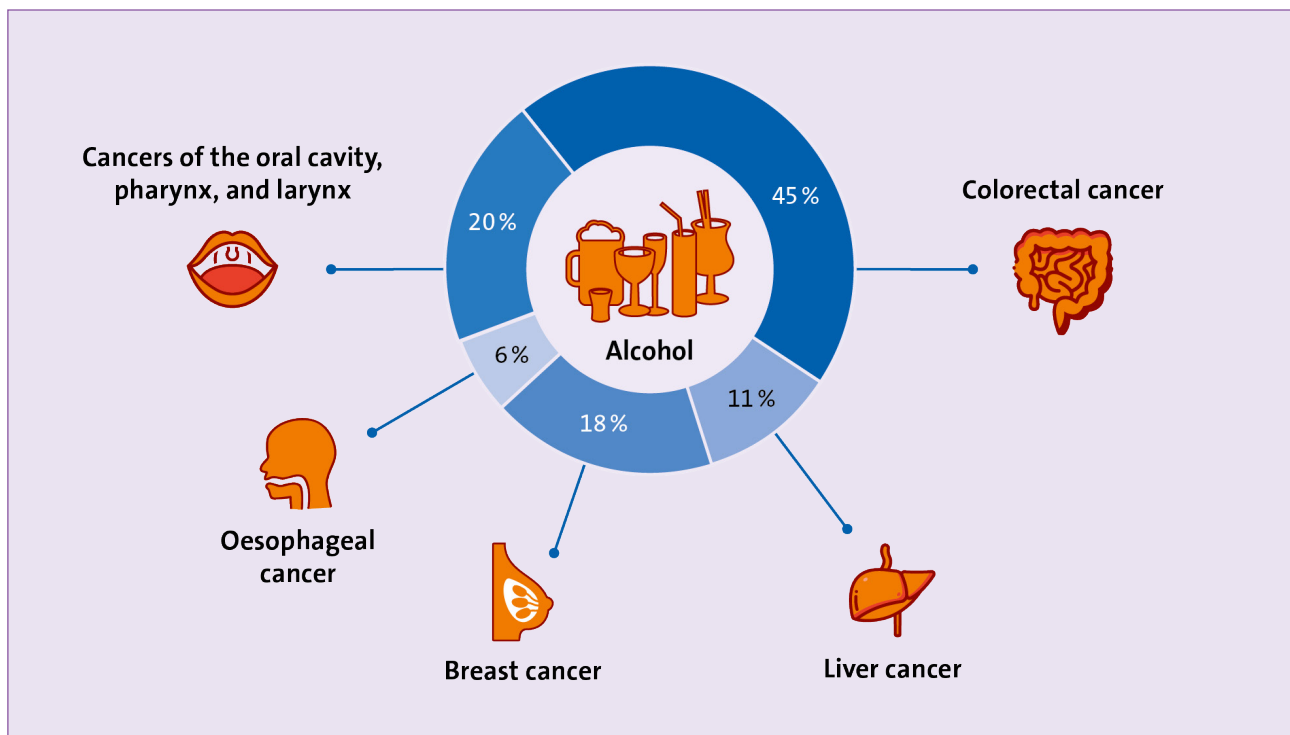 Cancers of the oral cavity,
pharynx, and larynx
20 %
45 %
Colorectal cancer
Alcohol
6 %
18 %
11 %
Oesophageal
cancer
Breast cancer
Liver cancer